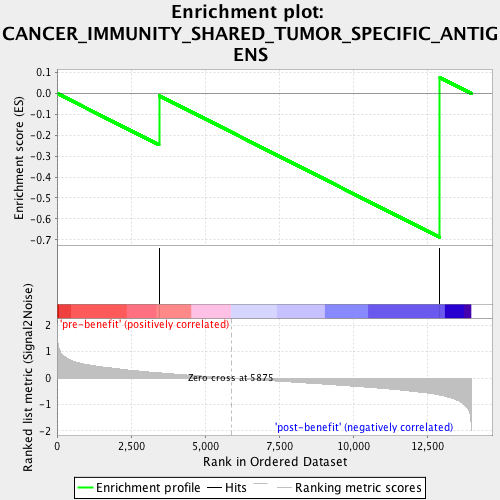 Enrichment plot:
CANCER_IMMUNITY_SHARED_TUMOR_SPECIFIC_ANTIG
ENS
Enrichment score (ES)
0.1
0.0
-0.1
-0.2
-0.3
-0.4
-0.5
-0.6
-0.7
'pre-benefit' (positively correlated)
Ranked list metric (Signal2Noise)
2
1
0
-1
-2
Zero cross at 5875
'post-benefit' (negatively correlated)
0
2,500
5,000
7,500
10,000
12,500
Rank in Ordered Dataset
Enrichment profile
Hits
Ranking metric scores